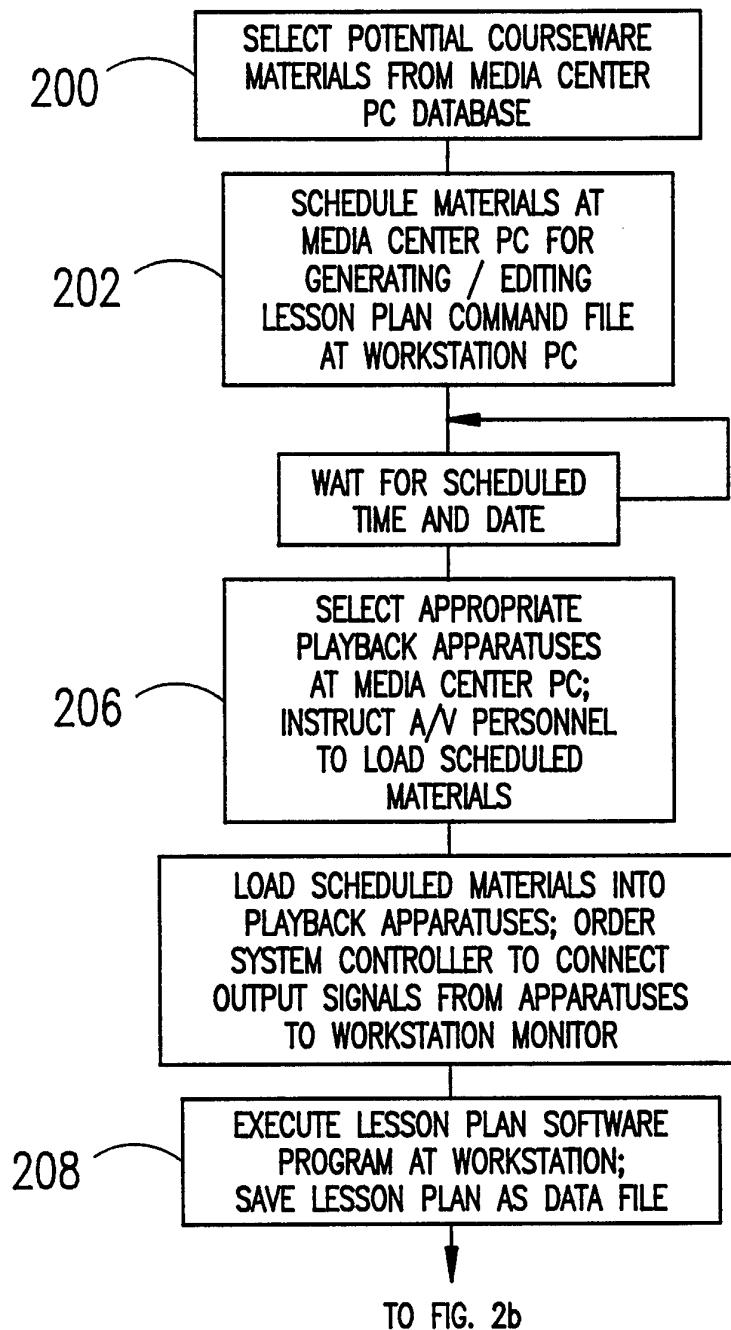 SELECT POTENTIAL COURSEWARE
MATERIALS FROM MEDIA CENTER
PC DATABASE
200
SCHEDULE MATERIALS AT
MEDIA CENTER PC FOR
GENERATING / EDITING
LESSON PLAN COMMAND FILE
AT WORKSTATION PC
202
WAIT FOR SCHEDULED
TIME AND DATE
SELECT APPROPRIATE
PLAYBACK APPARATUSES
AT MEDIA CENTER PC;
INSTRUCT A/V PERSONNEL
TO LOAD SCHEDULED
MATERIALS
206
LOAD SCHEDULED MATERIALS INTO
PLAYBACK APPARATUSES; ORDER
SYSTEM CONTROLLER TO CONNECT
OUTPUT SIGNALS FROM APPARATUSES
TO WORKSTATION MONITOR
EXECUTE LESSON PLAN SOFTWARE
PROGRAM AT WORKSTATION;
SAVE LESSON PLAN AS DATA FILE
208
TO FIG. 2b